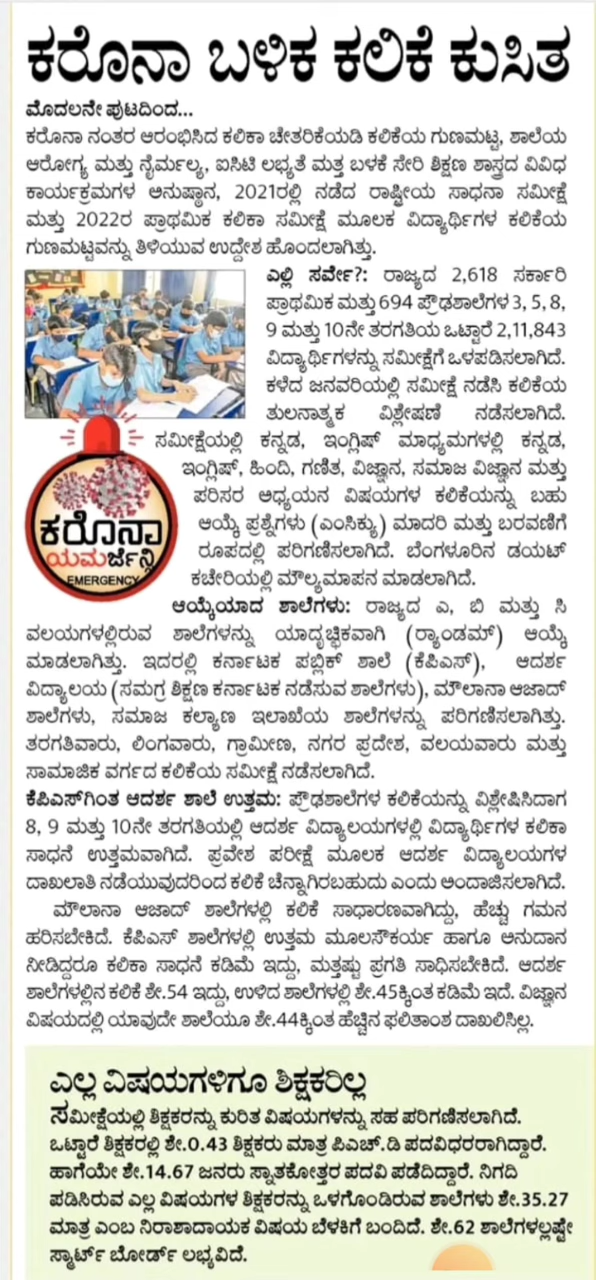 ಕರೊನಾ ಬಳಿಕ ಕಲಿಕೆ ಕುಸಿತ
ಮೊದಲನೇ ಪುಟದಿಂದ...
ಕರೊನಾ ನಂತರ ಆರಂಭಿಸಿದ ಕಲಿಕಾ ಚೇತರಿಕೆಯಡಿ ಕಲಿಕೆಯ ಗುಣಮಟ್ಟ, ಶಾಲೆಯ
ಆರೋಗ್ಯ ಮತ್ತು ನೈರ್ಮಲ್ಯ, ಐಸಿಟಿ ಲಭ್ಯತೆ ಮತ್ತ ಬಳಕೆ ಸೇರಿ ಶಿಕ್ಷಣ ಶಾಸ್ತ್ರದ ವಿವಿಧ
ಕಾರ್ಯಕ್ರಮಗಳ ಅನುಷ್ಠಾನ, 2021ರಲ್ಲಿ ನಡೆದ ರಾಷ್ಟ್ರೀಯ ಸಾಧನಾ ಸಮೀಕ್ಷೆ
ಮತ್ತು 2022ರ ಪ್ರಾಥಮಿಕ ಕಲಿಕಾ ಸಮೀಕ್ಷೆ ಮೂಲಕ ವಿದ್ಯಾರ್ಥಿಗಳ ಕಲಿಕೆಯ
ಗುಣಮಟ್ಟವನ್ನು ತಿಳಿಯುವ ಉದ್ದೇಶ ಹೊಂದಲಾಗಿತ್ತು.
ಎಲ್ಲಿ ಸರ್ವೇ?: ರಾಜ್ಯದ 2,618 ಸರ್ಕಾರಿ
ಪ್ರಾಥಮಿಕ ಮತ್ತು 694 ಪ್ರೌಢಶಾಲೆಗಳ 3, 5, 8,
9 ಮತ್ತು 10ನೇ ತರಗತಿಯ ಒಟ್ಟಾರೆ 2,11,843
ವಿದ್ಯಾರ್ಥಿಗಳನ್ನು ಸಮೀಕ್ಷೆಗೆ ಒಳಪಡಿಸಲಾಗಿದೆ.
ಕಳೆದ ಜನವರಿಯಲ್ಲಿ ಸಮೀಕ್ಷೆ ನಡೆಸಿ ಕಲಿಕೆಯ
ತುಲನಾತ್ಮಕ ವಿಶ್ಲೇಷಣೆ ನಡೆಸಲಾಗಿದೆ.
ಸಮೀಕ್ಷೆಯಲ್ಲಿ ಕನ್ನಡ, ಇಂಗ್ಲಿಷ್ ಮಾಧ್ಯಮಗಳಲ್ಲಿ ಕನ್ನಡ,
ಇಂಗ್ಲಿಷ್, ಹಿಂದಿ, ಗಣಿತ, ವಿಜ್ಞಾನ, ಸಮಾಜ ವಿಜ್ಞಾನ ಮತ್ತು
ಪರಿಸರ ಅಧ್ಯಯನ ವಿಷಯಗಳ ಕಲಿಕೆಯನ್ನು ಬಹು
ಆಯ್ಕೆ ಪ್ರಶ್ನೆಗಳು (ಎಂಸಿಕ್ಯು) ಮಾದರಿ ಮತ್ತು ಬರವಣಿಗೆ
ರೂಪದಲ್ಲಿ ಪರಿಗಣಿಸಲಾಗಿದೆ. ಬೆಂಗಳೂರಿನ ಡಯಟ್
ಕಚೇರಿಯಲ್ಲಿ ಮೌಲ್ಯಮಾಪನ ಮಾಡಲಾಗಿದೆ.
ಕರೊನಾ
ಯಮರ್ಜೆನ್ಸಿ
EMERGENCY
ಆಯ್ಕೆಯಾದ ಶಾಲೆಗಳು: ರಾಜ್ಯದ ಎ, ಬಿ ಮತ್ತು ಸಿ
ವಲಯಗಳಲ್ಲಿರುವ ಶಾಲೆಗಳನ್ನು ಯಾದೃಚ್ಛಿಕವಾಗಿ (ರ‍್ಯಾಂಡಮ್) ಆಯ್ಕೆ
ಮಾಡಲಾಗಿತ್ತು. ಇದರಲ್ಲಿ ಕರ್ನಾಟಕ ಪಬ್ಲಿಕ್ ಶಾಲೆ (ಕೆಪಿಎಸ್), ಆದರ್ಶ
ವಿದ್ಯಾಲಯ (ಸಮಗ್ರ ಶಿಕ್ಷಣ ಕರ್ನಾಟಕ ನಡೆಸುವ ಶಾಲೆಗಳು), ಮೌಲಾನಾ ಆಜಾದ್
ಶಾಲೆಗಳು, ಸಮಾಜ ಕಲ್ಯಾಣ ಇಲಾಖೆಯ ಶಾಲೆಗಳನ್ನು ಪರಿಗಣಿಸಲಾಗಿತ್ತು.
ತರಗತಿವಾರು, ಲಿಂಗವಾರು, ಗ್ರಾಮೀಣ, ನಗರ ಪ್ರದೇಶ, ವಲಯವಾರು ಮತ್ತು
ಸಾಮಾಜಿಕ ವರ್ಗದ ಕಲಿಕೆಯ ಸಮೀಕ್ಷೆ ನಡೆಸಲಾಗಿದೆ.
ಕೆಪಿಎಸ್‌ಗಿಂತ ಆದರ್ಶ ಶಾಲೆ ಉತ್ತಮ: ಪ್ರೌಢಶಾಲೆಗಳ ಕಲಿಕೆಯನ್ನು ವಿಶ್ಲೇಷಿಸಿದಾಗ
8, 9 ಮತ್ತು 10ನೇ ತರಗತಿಯಲ್ಲಿ ಆದರ್ಶ ವಿದ್ಯಾಲಯಗಳಲ್ಲಿ ವಿದ್ಯಾರ್ಥಿಗಳ ಕಲಿಕಾ
ಸಾಧನೆ ಉತ್ತಮವಾಗಿದೆ. ಪ್ರವೇಶ ಪರೀಕ್ಷೆ ಮೂಲಕ ಆದರ್ಶ ವಿದ್ಯಾಲಯಗಳ
ದಾಖಲಾತಿ ನಡೆಯುವುದರಿಂದ ಕಲಿಕೆ ಚೆನ್ನಾಗಿರಬಹುದು ಎಂದು ಅಂದಾಜಿಸಲಾಗಿದೆ.
ಮೌಲಾನಾ ಆಜಾದ್ ಶಾಲೆಗಳಲ್ಲಿ ಕಲಿಕೆ ಸಾಧಾರಣವಾಗಿದ್ದು, ಹೆಚ್ಚು ಗಮನ
ಹರಿಸಬೇಕಿದೆ. ಕೆಪಿಎಸ್ ಶಾಲೆಗಳಲ್ಲಿ ಉತ್ತಮ ಮೂಲಸೌಕರ್ಯ ಹಾಗೂ ಅನುದಾನ
ನೀಡಿದ್ದರೂ ಕಲಿಕಾ ಸಾಧನೆ ಕಡಿಮೆ ಇದ್ದು, ಮತ್ತಷ್ಟು ಪ್ರಗತಿ ಸಾಧಿಸಬೇಕಿದೆ. ಆದರ್ಶ
ಶಾಲೆಗಳಲ್ಲಿನ ಕಲಿಕೆ ಶೇ.54 ಇದ್ದು, ಉಳಿದ ಶಾಲೆಗಳಲ್ಲಿ ಶೇ.45ಕ್ಕಿಂತ ಕಡಿಮೆ ಇದೆ. ವಿಜ್ಞಾನ
ವಿಷಯದಲ್ಲಿ ಯಾವುದೇ ಶಾಲೆಯೂ ಶೇ.44ಕ್ಕಿಂತ ಹೆಚ್ಚಿನ ಫಲಿತಾಂಶ ದಾಖಲಿಸಿಲ್ಲ.
ಎಲ್ಲ ವಿಷಯಗಳಿಗೂ ಶಿಕ್ಷಕರಿಲ್ಲ
ಸಮೀಕ್ಷೆಯಲ್ಲಿ ಶಿಕ್ಷಕರನ್ನು ಕುರಿತ ವಿಷಯಗಳನ್ನು ಸಹ ಪರಿಗಣಿಸಲಾಗಿದೆ.
ಒಟ್ಟಾರೆ ಶಿಕ್ಷಕರಲ್ಲಿ ಶೇ.0.43 ಶಿಕ್ಷಕರು ಮಾತ್ರ ಪಿಎಚ್.ಡಿ ಪದವಿಧರರಾಗಿದ್ದಾರೆ.
ಹಾಗೆಯೇ ಶೇ.14.67 ಜನರು ಸ್ನಾತಕೋತ್ತರ ಪದವಿ ಪಡೆದಿದ್ದಾರೆ. ನಿಗದಿ
ಪಡಿಸಿರುವ ಎಲ್ಲ ವಿಷಯಗಳ ಶಿಕ್ಷಕರನ್ನು ಒಳಗೊಂಡಿರುವ ಶಾಲೆಗಳು ಶೇ.35.27
ಮಾತ್ರ ಎಂಬ ನಿರಾಶಾದಾಯಕ ವಿಷಯ ಬೆಳಕಿಗೆ ಬಂದಿದೆ. ಶೇ.62 ಶಾಲೆಗಳಲ್ಲಷ್ಟೇ
ಸ್ಮಾರ್ಟ್ ಬೋರ್ಡ್ ಲಭ್ಯವಿದೆ.